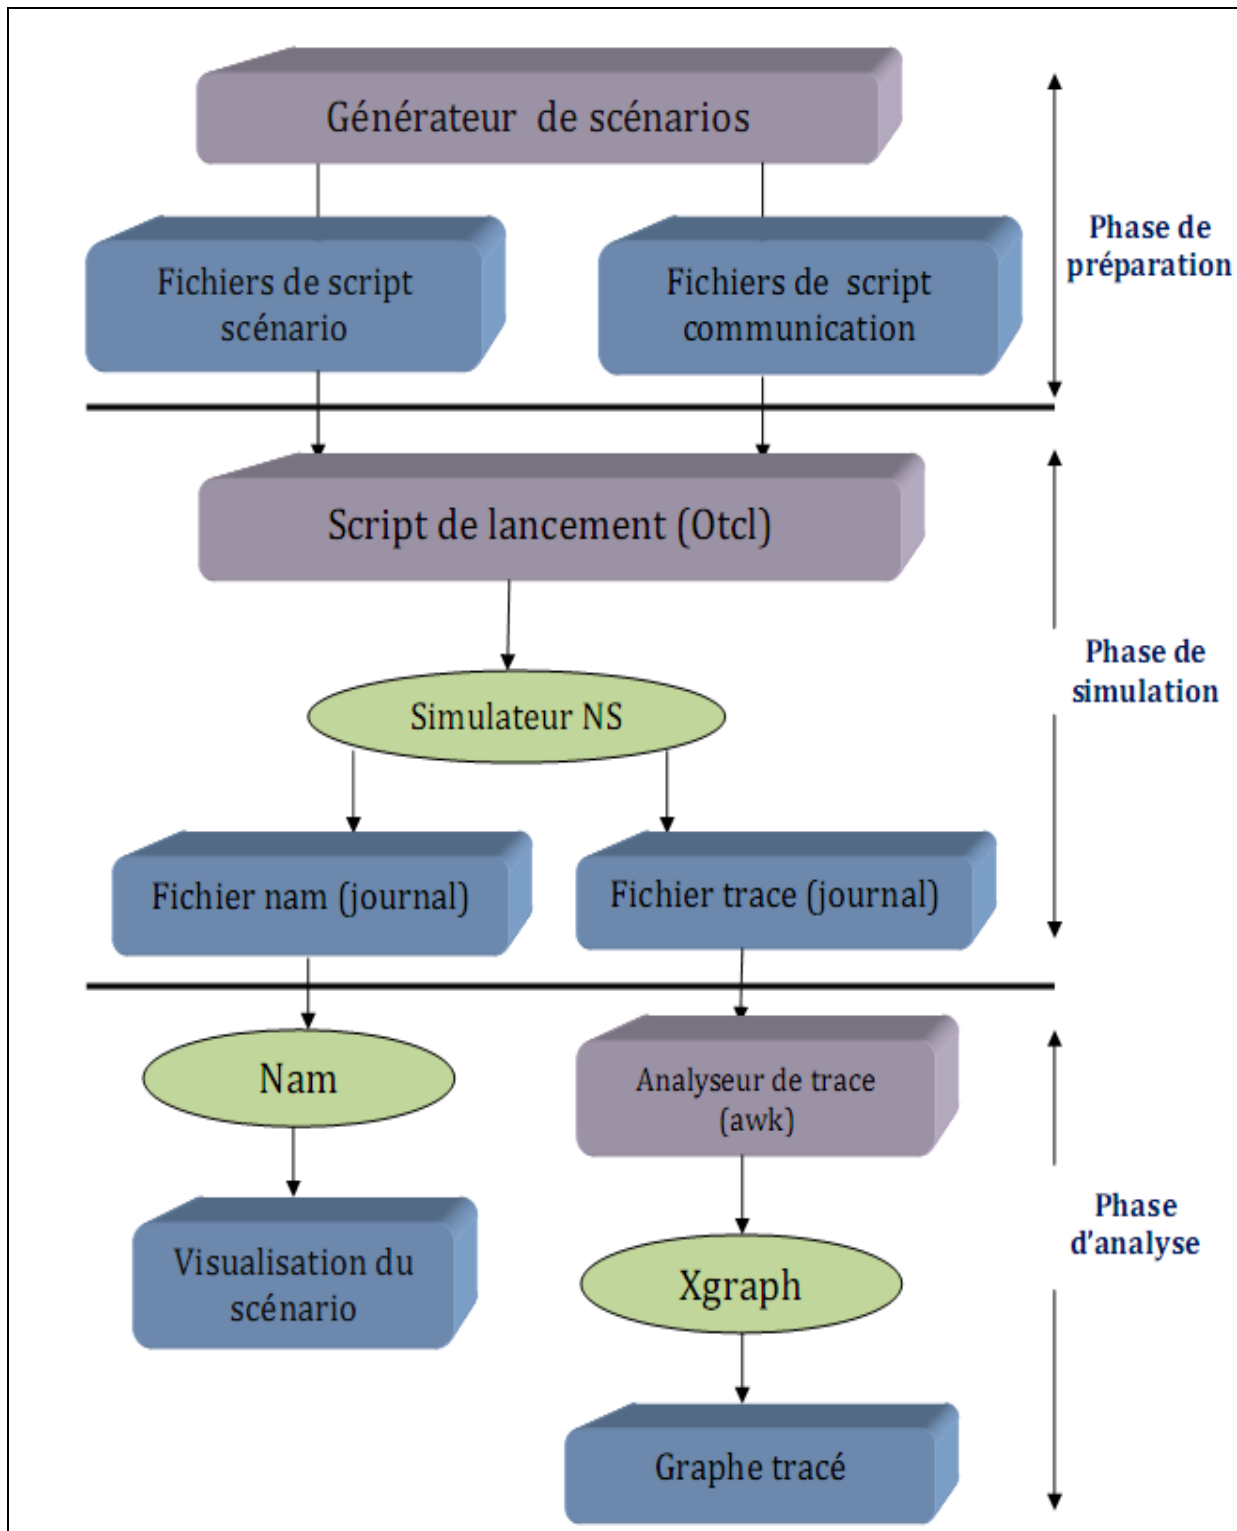 Générateur de scénarios
Phase de
préparation
Fichiers de script
scénario
Fichiers de script
communication
Script de lancement (Otcl)
Phase de
simulation
Simulateur NS
Fichier nam (journal)
Fichier trace (journal)
Nam
Analyseur de trace
(awk)
Phase
d'analyse
Visualisation du
scénario
Xgraph
Graphe tracé